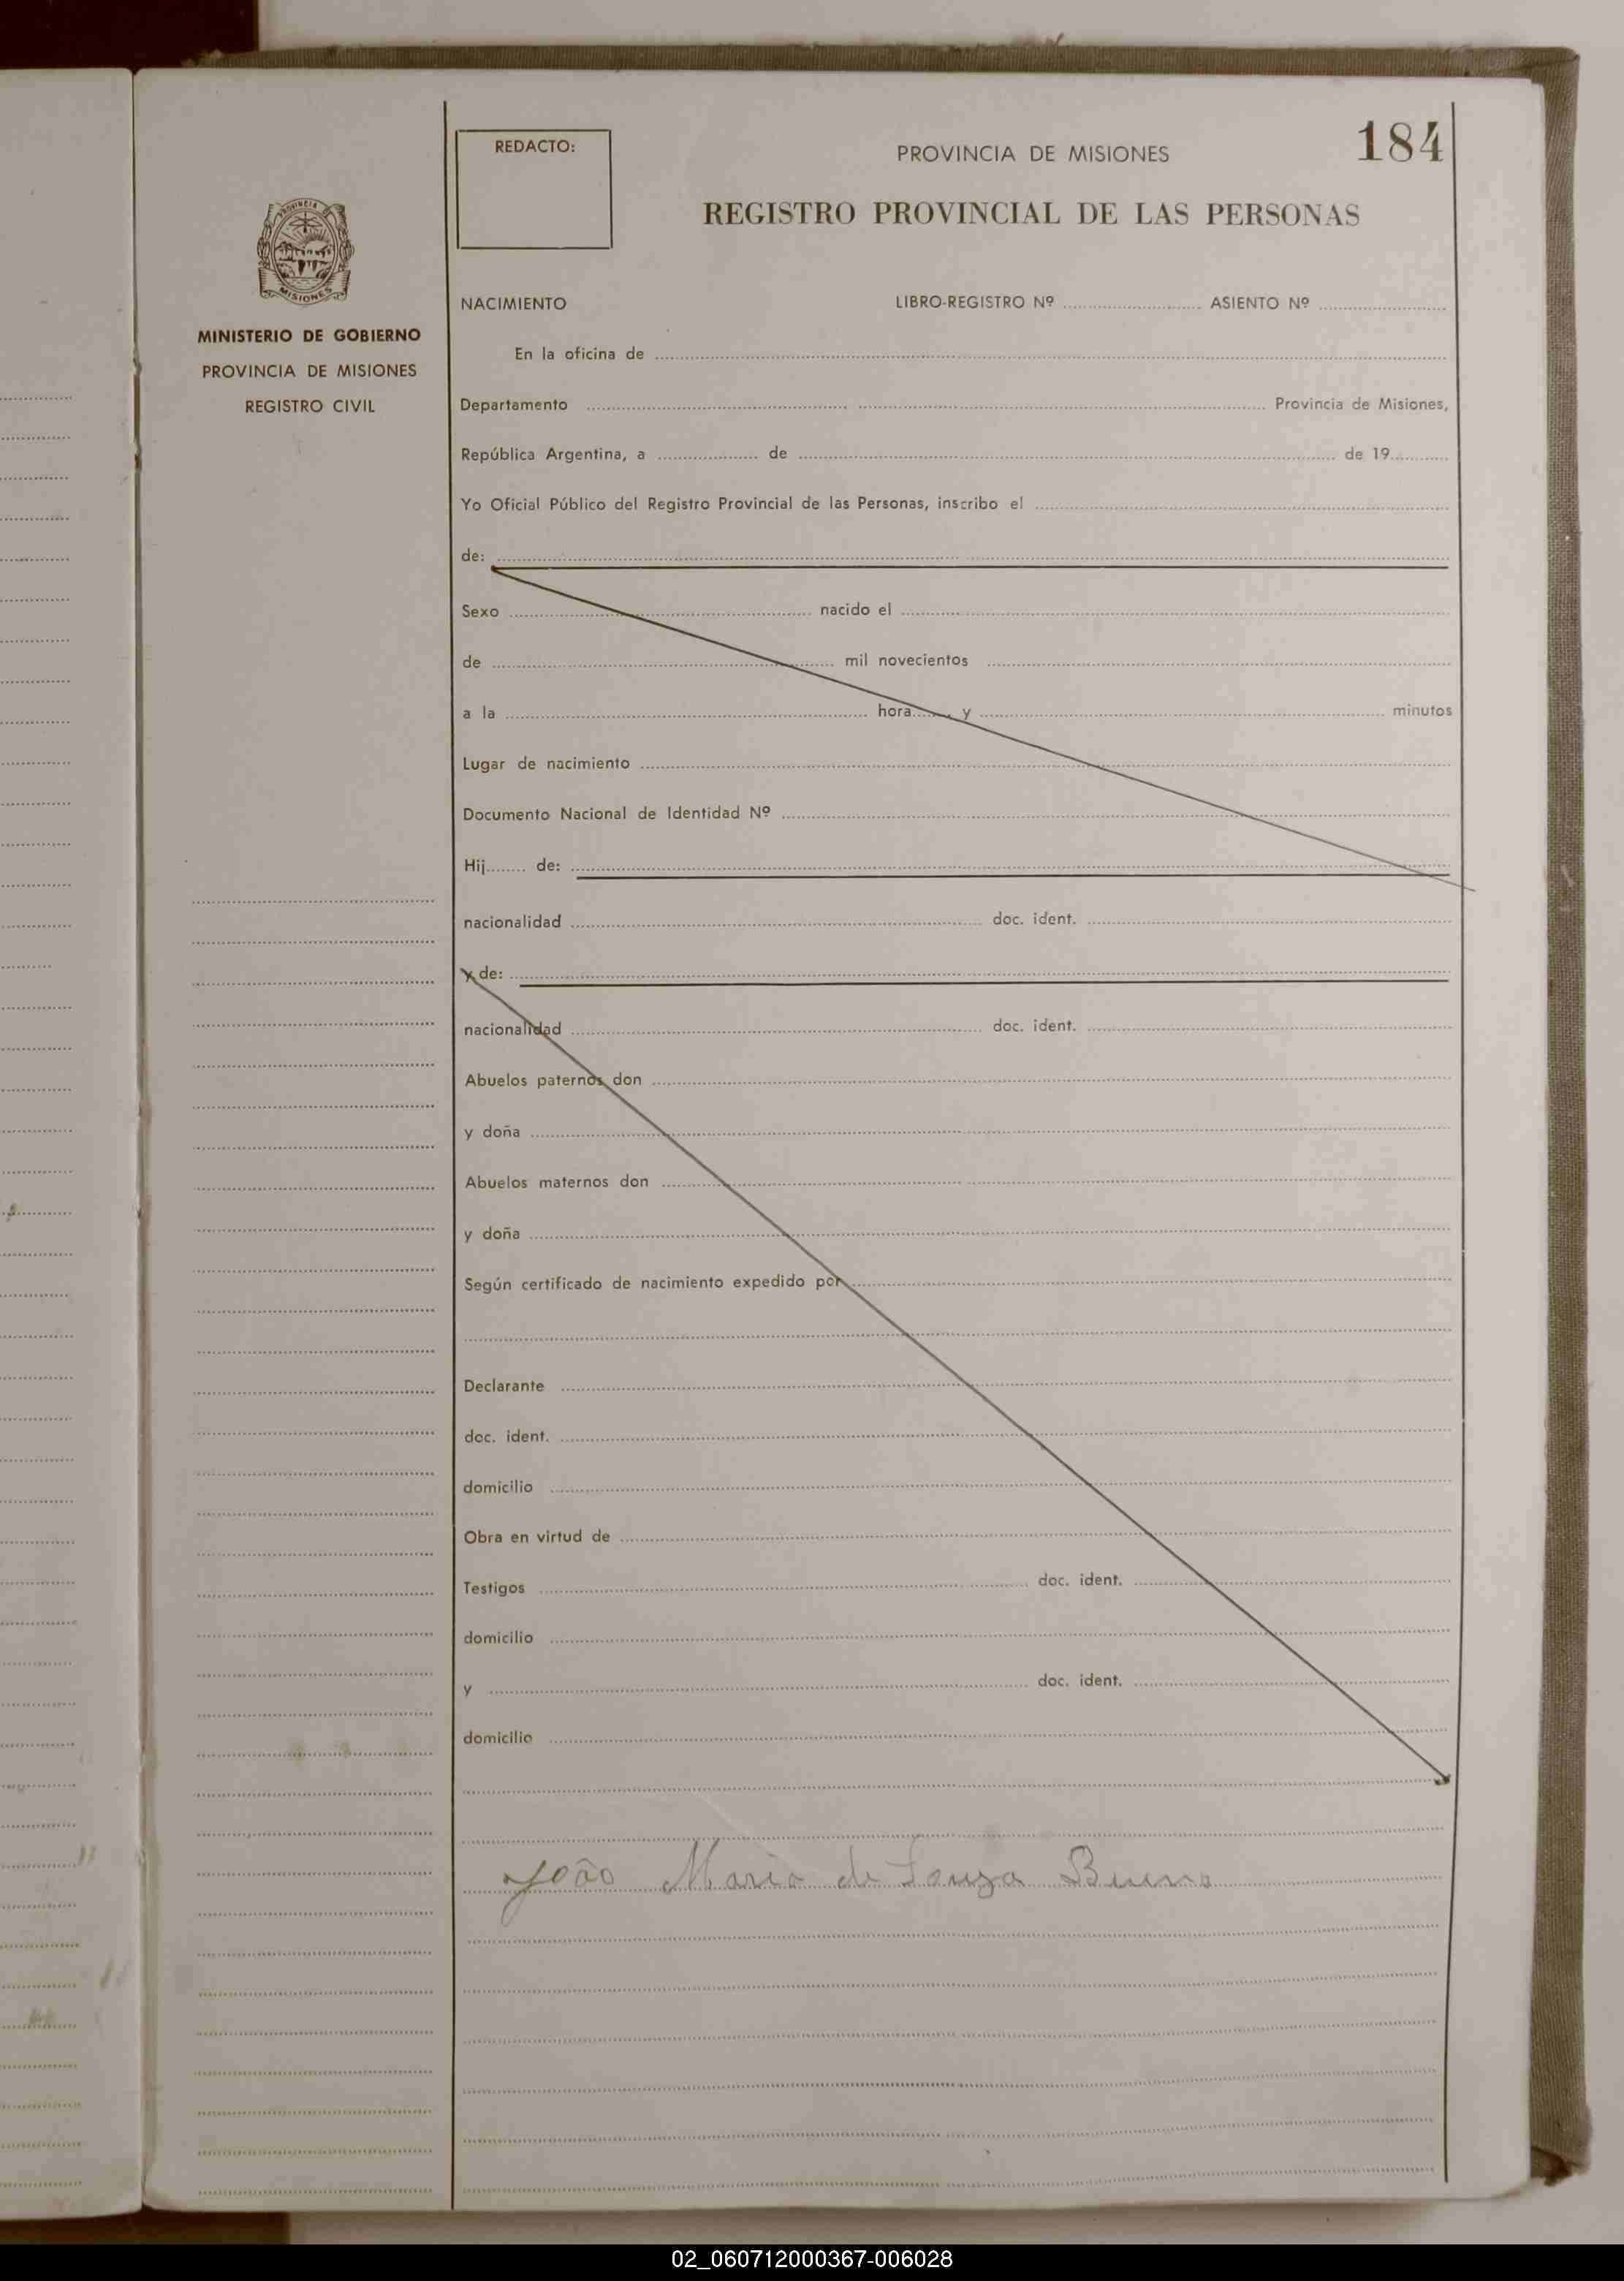 184
REDACTO:
PROVINCIA DE MISIONES
REGISTRO PROVINCIAL DE LAS PERSONAS
PROVINCIA DE
MISIONES
MINISTERIO DE GOBIERNO
PROVINCIA DE MISIONES
REGISTRO CIVIL
NACIMIENTO LIBRO-REGISTRO Nº ASIENTO Nº
En la oficina de
Departamento Provincia de Misiones,
República Argentina, a de de 19
Yo Oficial Público del Registro Provincial de las Personas, inscribo el
de:
Sexo nacido el
de mil novecientos
a la hora y minutos
Lugar de nacimiento
Documento Nacional de Identidad Nº
Hij de:
nacionalidad doc. ident.
y de:
nacionalidad doc. ident.
Abuelos paternos don
y doña
Abuelos maternos don
y doña
Según certificado de nacimiento expedido por
Declarante
doc. ident.
domicilio
Obra en virtud de
Testigos doc. ident.
domicilio
y doc. ident.
domicilio
João Maria de Souza Bueno
02_060712000367-006028